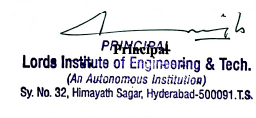 PRINCIPAL
Principal
Lords Institute of Engineering & Tech.
(An Autonomous Institution)
Sy. No. 32, Himayath Sagar, Hyderabad-500091.T.S.